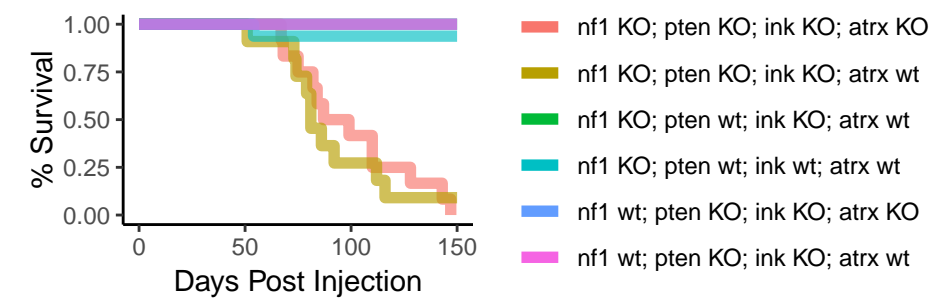 1.00
0.75
0.50
0.25
0.00
% Survival
0
50
100
150
Days Post Injection
nf1 KO; pten KO; ink KO; atrx KO
nf1 KO; pten KO; ink KO; atrx wt
nf1 KO; pten wt; ink KO; atrx wt
nf1 KO; pten wt; ink wt; atrx wt
nf1 wt; pten KO; ink KO; atrx KO
nf1 wt; pten KO; ink KO; atrx wt